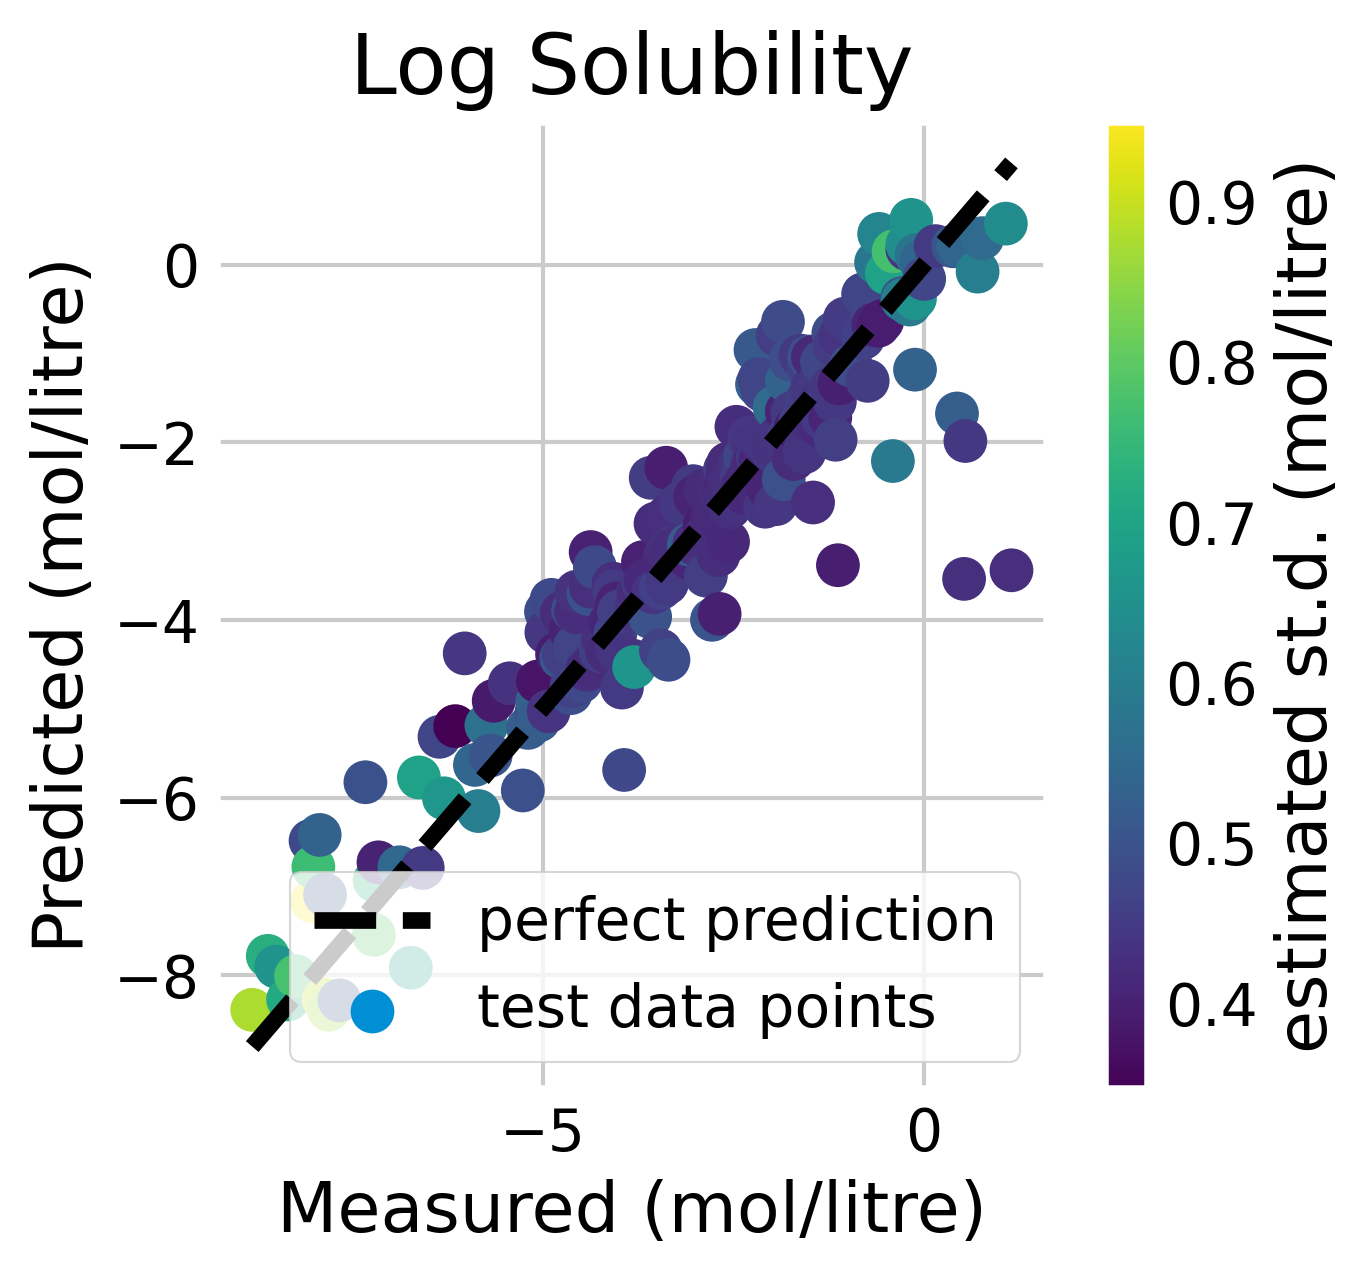 Log Solubility
Predicted (mol/litre)
0
−2
−4
−6
−8
−5
0
Measured (mol/litre)
perfect prediction
test data points
0.9
0.8
0.7
0.6
0.5
0.4
estimated st.d. (mol/litre)